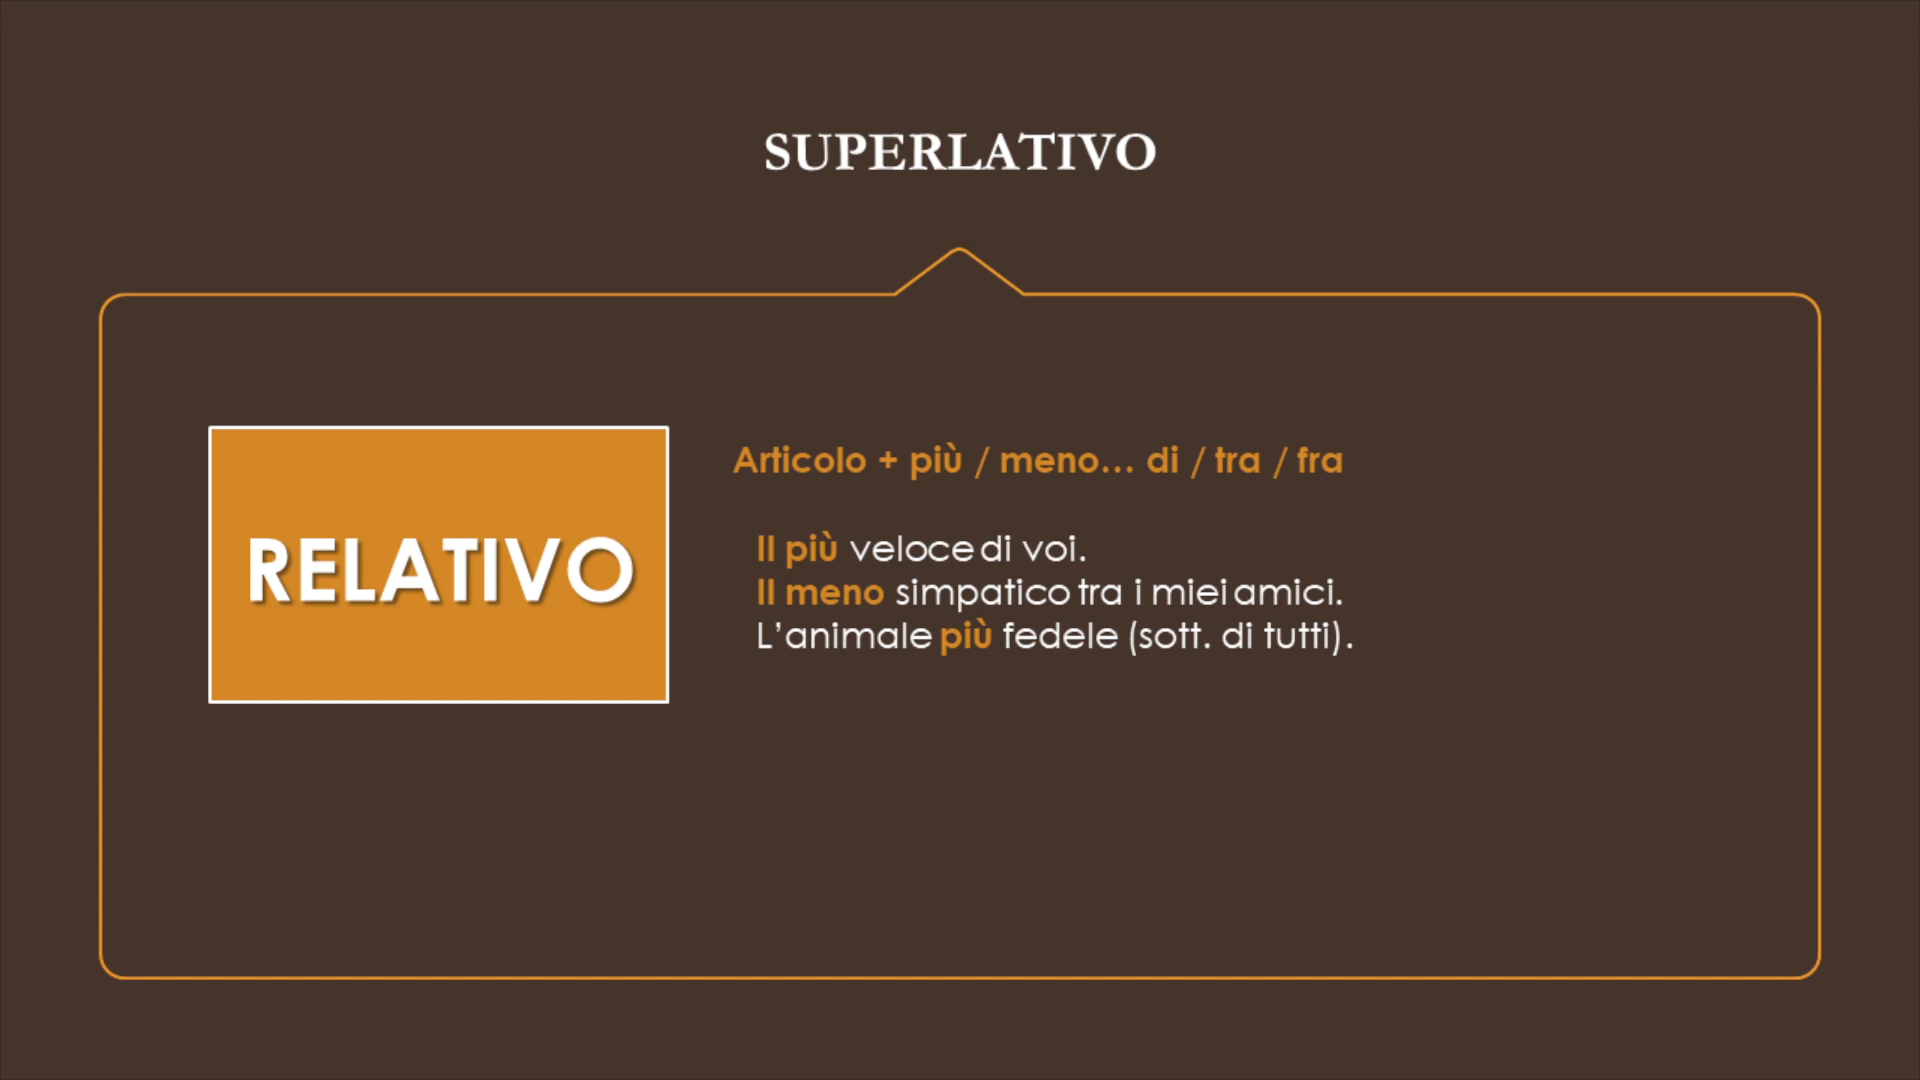 SUPERLATIVO
RELATIVO
Articolo + più / meno... di / tra / fra
Il più veloce di voi.
Il meno simpatico tra i miei amici.
L'animale più fedele (sott. di tutti).